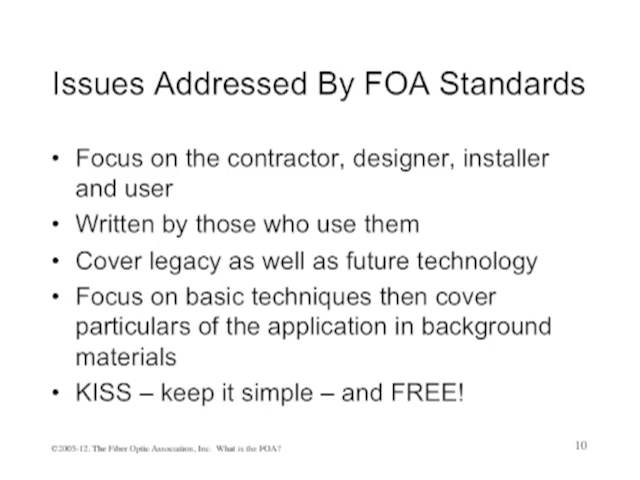 Issues Addressed By FOA Standards
• Focus on the contractor, designer, installer
and user
• Written by those who use them
• Cover legacy as well as future technology
• Focus on basic techniques then cover
particulars of the application in background
materials
• KISS – keep it simple – and FREE!
©2005-12, The Fiber Optic Association, Inc. What is the FOA?
10